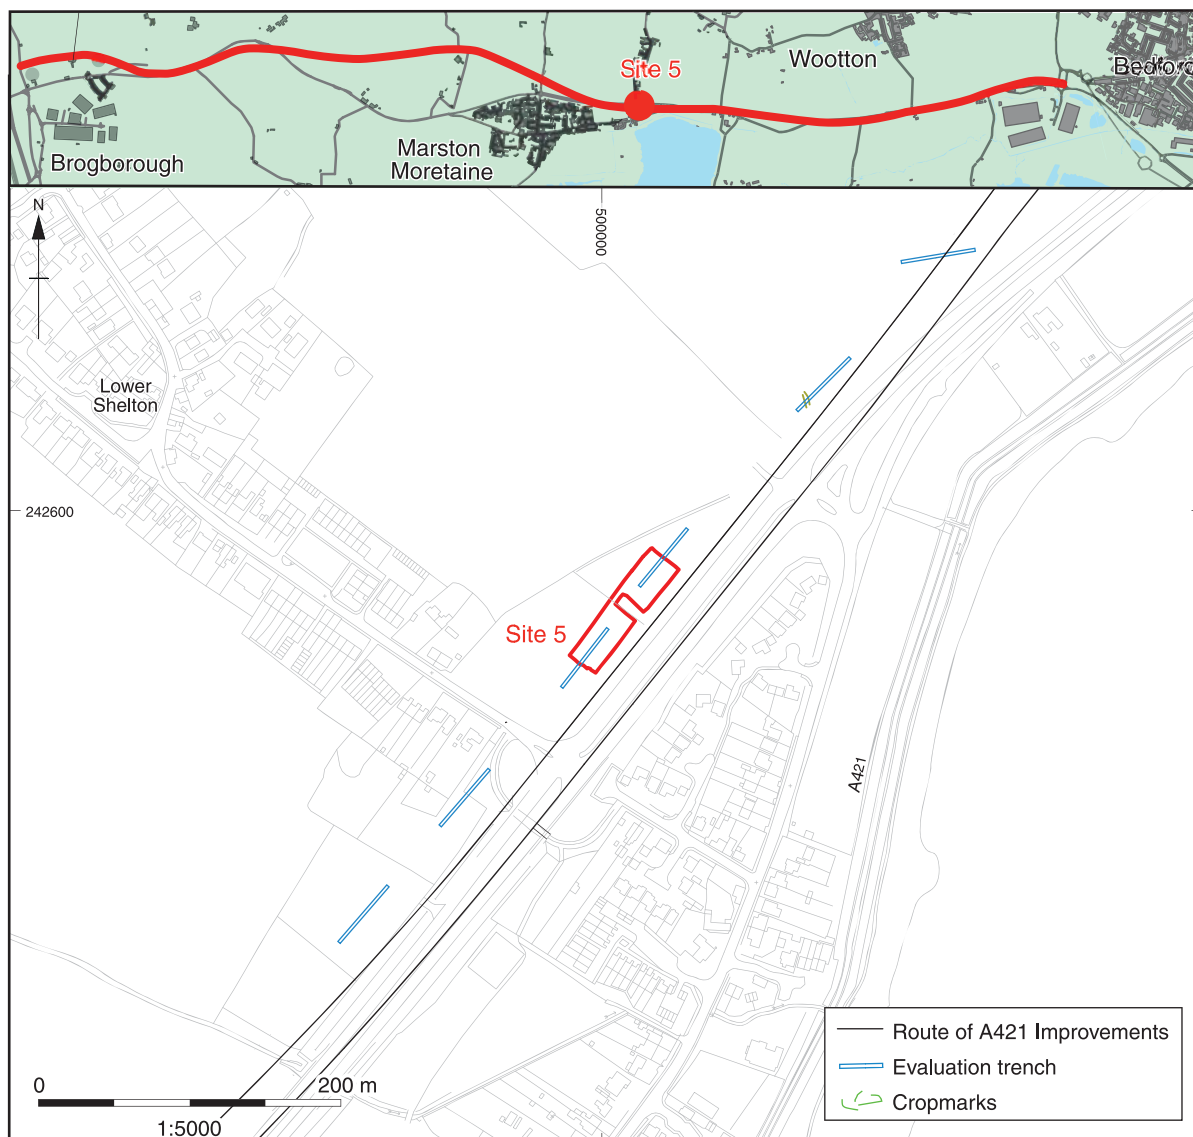 Site 5
Wootton
Bedford
Brogborough
Marston
Moretaine
N
500000
Lower
Shelton
242600
Site 5
A421
0
200 m
1:5000
Route of A421 Improvements
Evaluation trench
Cropmarks